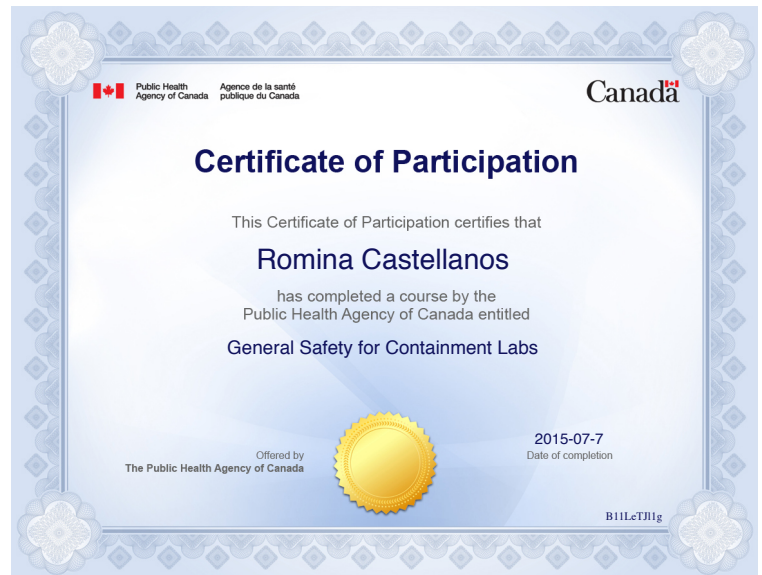 Public Health
Agency of Canada
Agence de la santé
publique du Canada
Canada
Certificate of Participation
This Certificate of Participation certifies that
Romina Castellanos
has completed a course by the
Public Health Agency of Canada entitled
General Safety for Containment Labs
Offered by
The Public Health Agency of Canada
2015-07-7
Date of completion
B11LeTJl1g